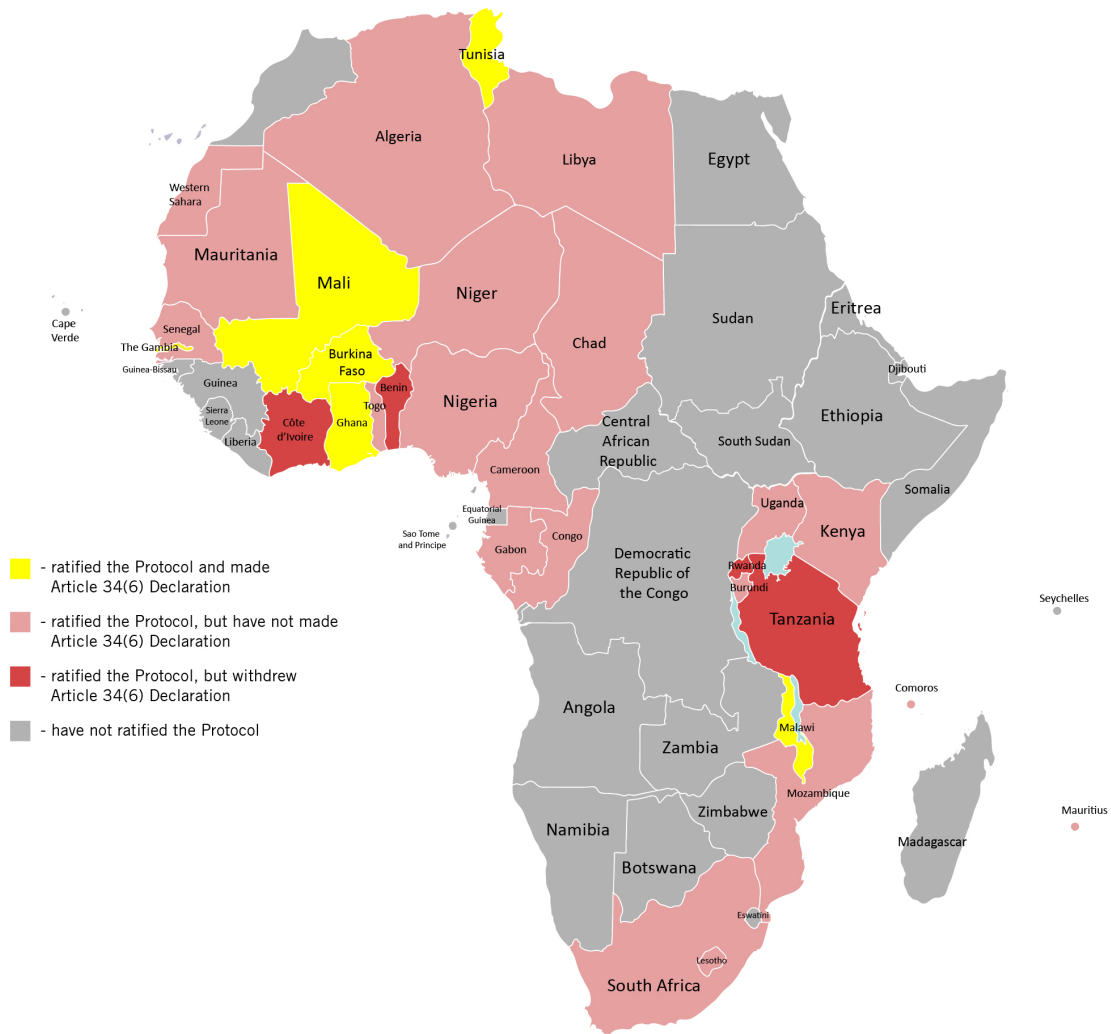 Tunisia
Algeria
Libya
Egypt
Western
Sahara
Mauritania
Mali
Niger
Chad
Sudan
Eritrea
Cape
Verde
Senegal
The Gambia
Guinea-Bissau
Guinea
Sierra
Leone
Liberia
Côte
d'Ivoire
Burkina
Faso
Ghana
Togo
Benin
Nigeria
Cameroon
Central
African
Republic
South Sudan
Ethiopia
Djibouti
Somalia
Equatorial
Guinea
Sao Tome
and Principe
Gabon
Congo
Democratic
Republic of
the Congo
Uganda
Kenya
Rwanda
Burundi
Tanzania
Seychelles
Comoros
Mauritius
Madagascar
Angola
Zambia
Malawi
Mozambique
Zimbabwe
Namibia
Botswana
Eswatini
Lesotho
South Africa
- ratified the Protocol and made
Article 34(6) Declaration
- ratified the Protocol, but have not made
Article 34(6) Declaration
- ratified the Protocol, but withdrew
Article 34(6) Declaration
- have not ratified the Protocol